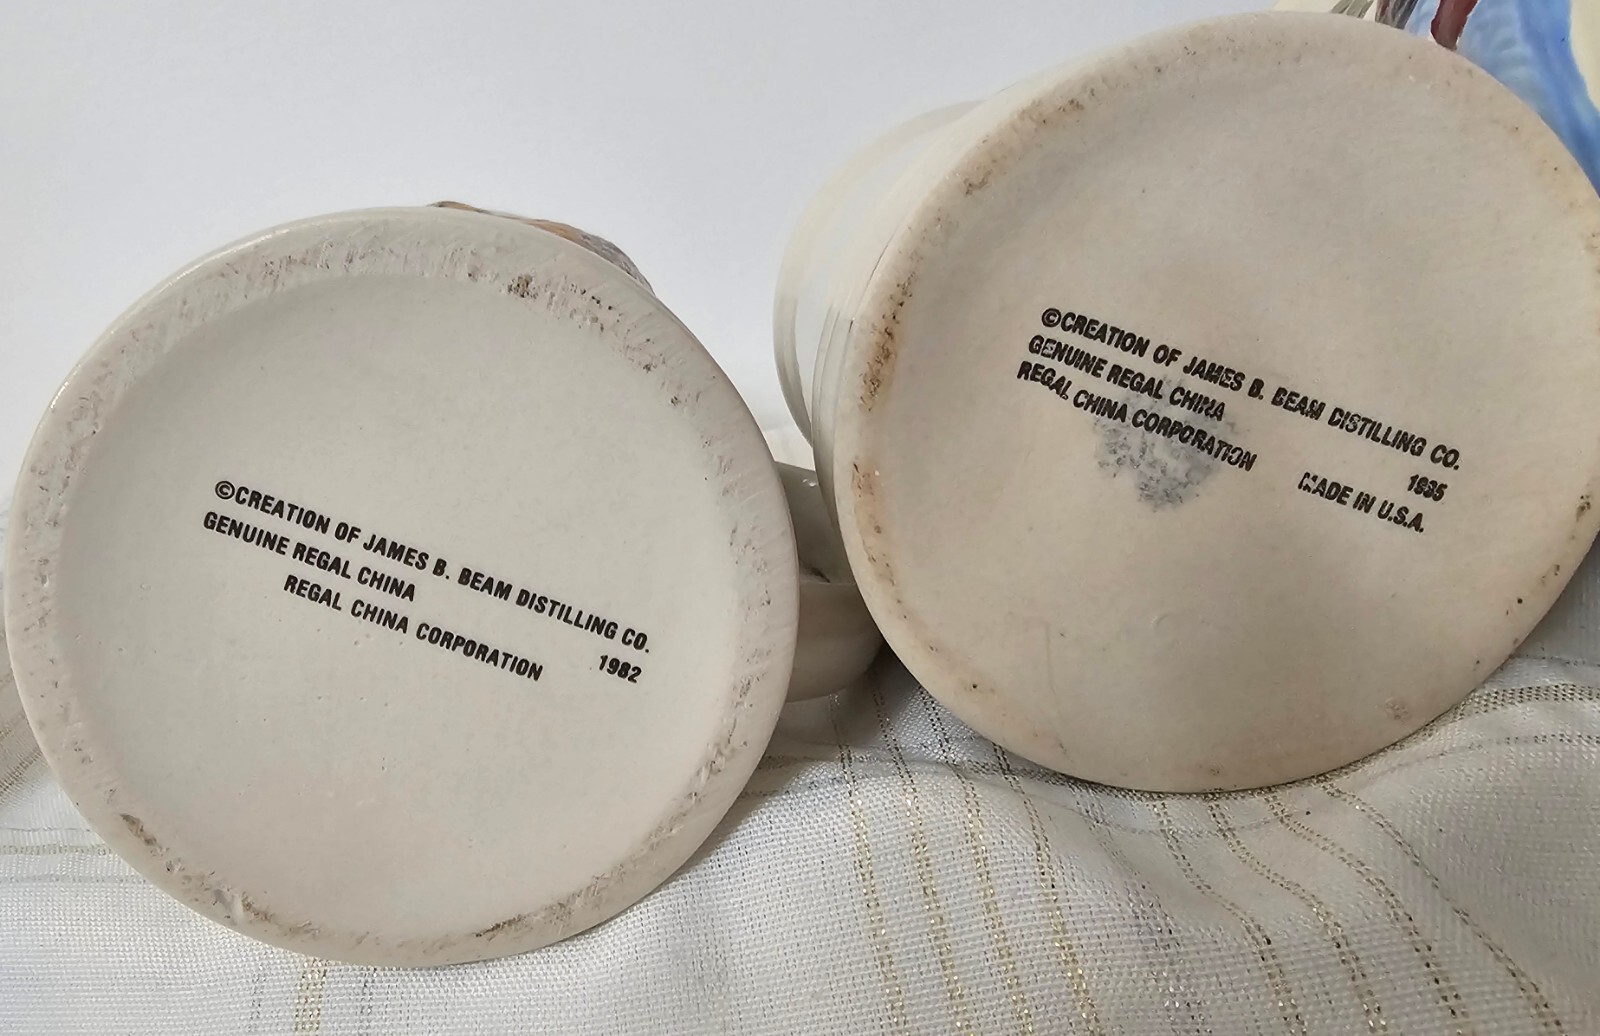 ©CREATION OF JAMES B. BEAM DISTILLING CO.
GENUINE REGAL CHINA 1982
REGAL CHINA CORPORATION
©CREATION OF JAMES B. BEAM DISTILLING CO.
GENUINE REGAL CHINA 1985
REGAL CHINA CORPORATION MADE IN U.S.A.